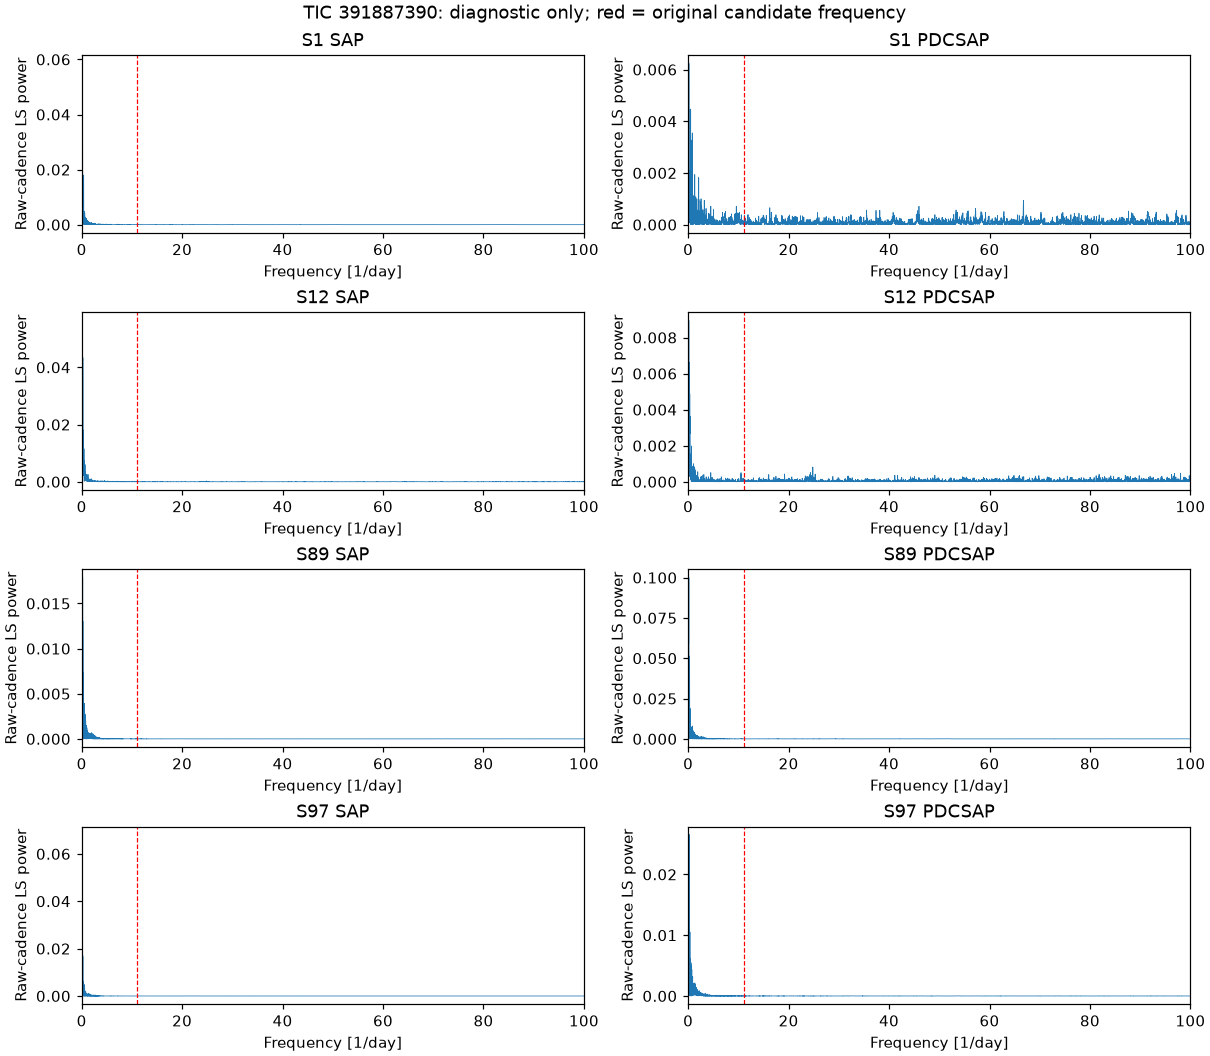 TIC 391887390: diagnostic only; red = original candidate frequency
S1 SAP
Raw-cadence LS power
0.06
0.04
0.02
0.00
0 20 40 60 80 100
Frequency [1/day]
S1 PDCSAP
Raw-cadence LS power
0.006
0.004
0.002
0.000
0 20 40 60 80 100
Frequency [1/day]
S12 SAP
Raw-cadence LS power
0.04
0.02
0.00
0 20 40 60 80 100
Frequency [1/day]
S12 PDCSAP
Raw-cadence LS power
0.008
0.006
0.004
0.002
0.000
0 20 40 60 80 100
Frequency [1/day]
S89 SAP
Raw-cadence LS power
0.015
0.010
0.005
0.000
0 20 40 60 80 100
Frequency [1/day]
S89 PDCSAP
Raw-cadence LS power
0.100
0.075
0.050
0.025
0.000
0 20 40 60 80 100
Frequency [1/day]
S97 SAP
Raw-cadence LS power
0.06
0.04
0.02
0.00
0 20 40 60 80 100
Frequency [1/day]
S97 PDCSAP
Raw-cadence LS power
0.02
0.01
0.00
0 20 40 60 80 100
Frequency [1/day]